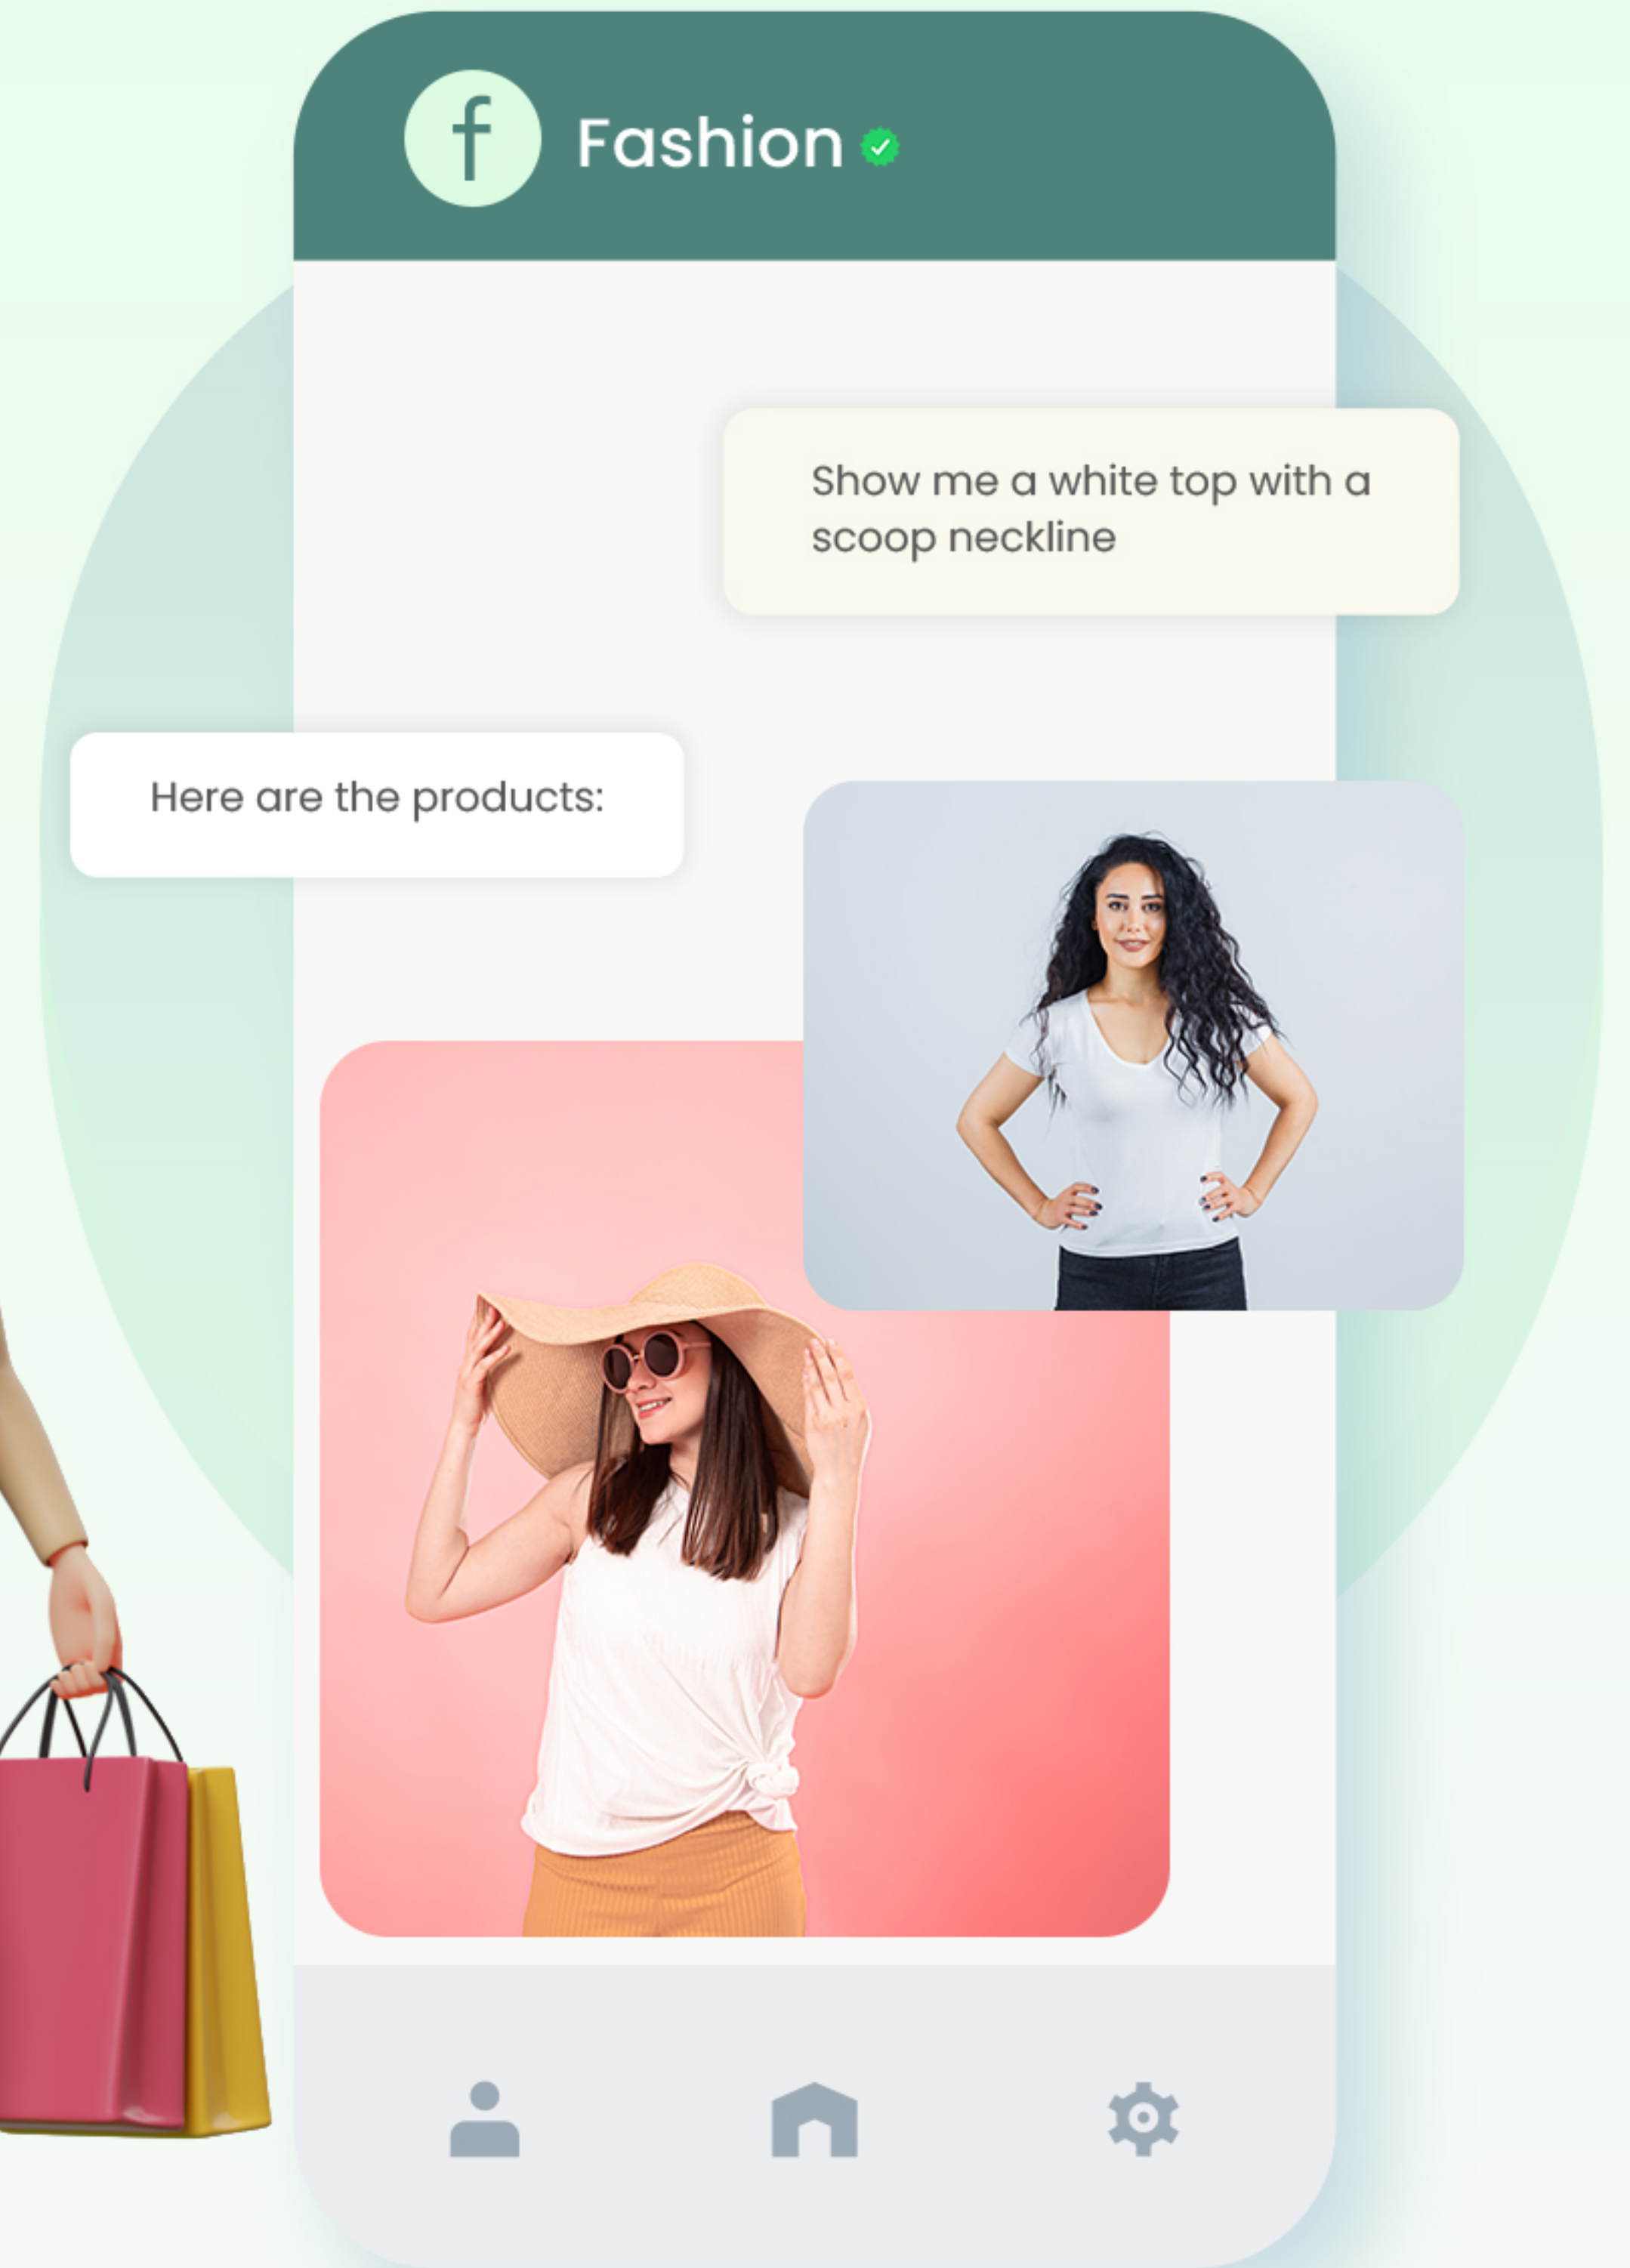 f
Fashion
Show me a white top with a
scoop neckline
Here are the products: